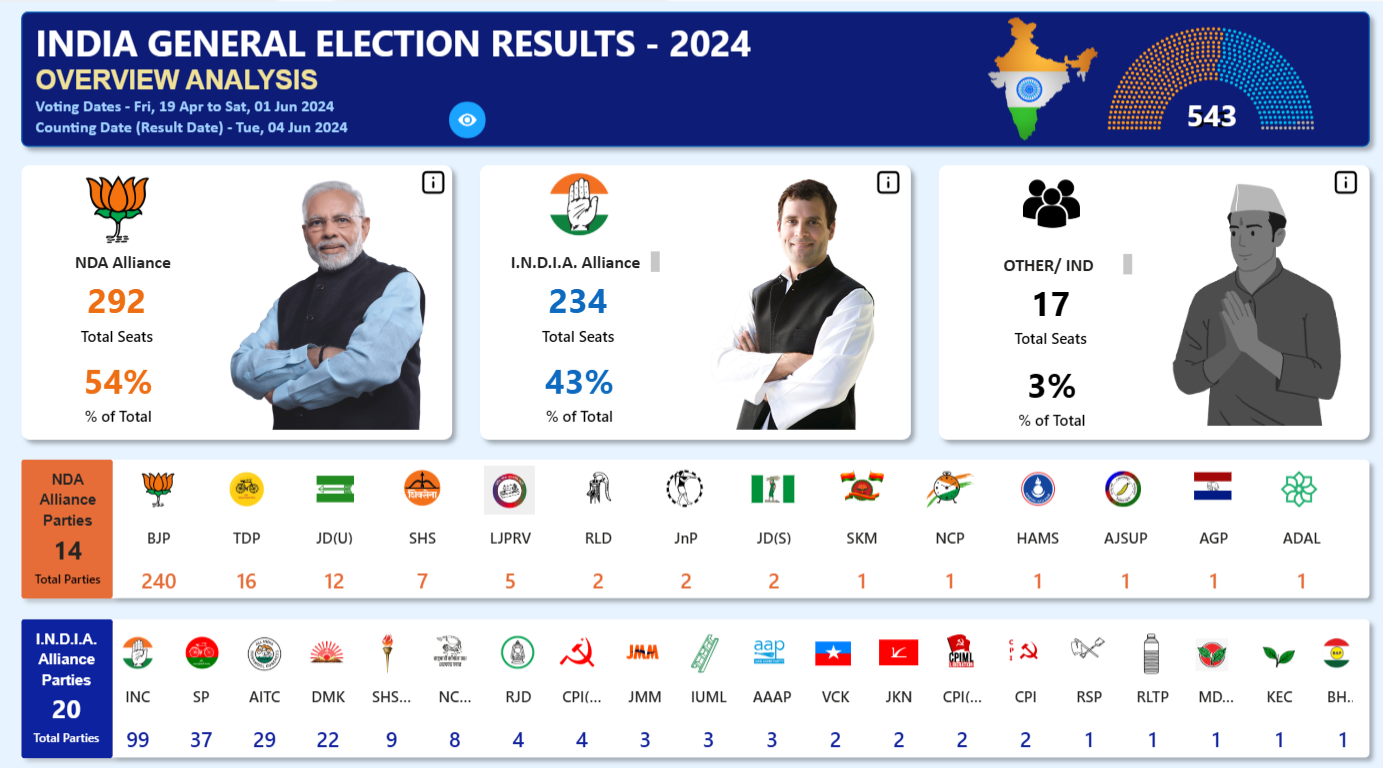 INDIA GENERAL ELECTION RESULTS - 2024
OVERVIEW ANALYSIS
Voting Dates - Fri, 19 Apr to Sat, 01 Jun 2024
Counting Date (Result Date) - Tue, 04 Jun 2024
543
NDA Alliance
292
Total Seats
54%
% of Total
I.N.D.I.A. Alliance
234
Total Seats
43%
% of Total
OTHER/ IND
17
Total Seats
3%
% of Total
NDA
Alliance
Parties
14
Total Parties
शिवसेना
BJP TDP JD(U) SHS LJPRV RLD JnP JD(S) SKM NCP HAMS AJSUP AGP ADAL
240 16 12 7 5 2 2 2 1 1 1 1 1 1
I.N.D.I.A.
Alliance
Parties
20
Total Parties
JMM
aap
CPIML
CPI
INC SP AITC DMK SHS... NC... RJD CPI(... JMM IUML AAAP VCK JKN CPI(... CPI RSP RLTP MD... KEC BH..
99 37 29 22 9 8 4 4 3 3 3 2 2 2 2 1 1 1 1 1